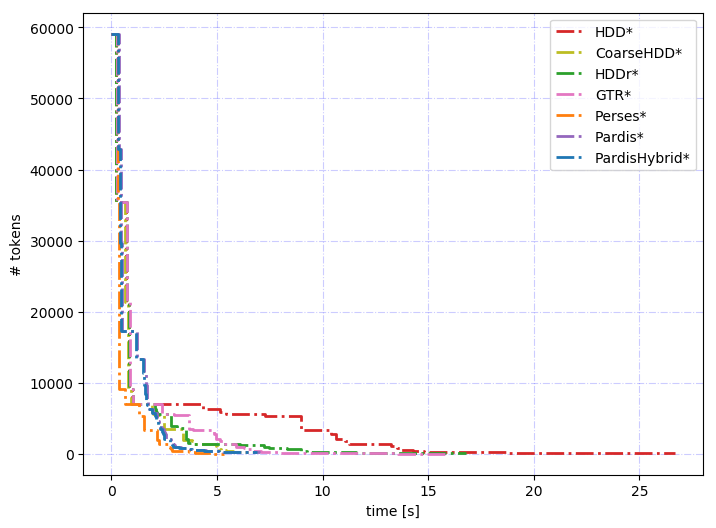 60000
50000
40000
30000
20000
10000
0
# tokens
HDD*
CoarseHDD*
HDDr*
GTR*
Perses*
Pardis*
PardisHybrid*
0 5 10 15 20 25
time [s]